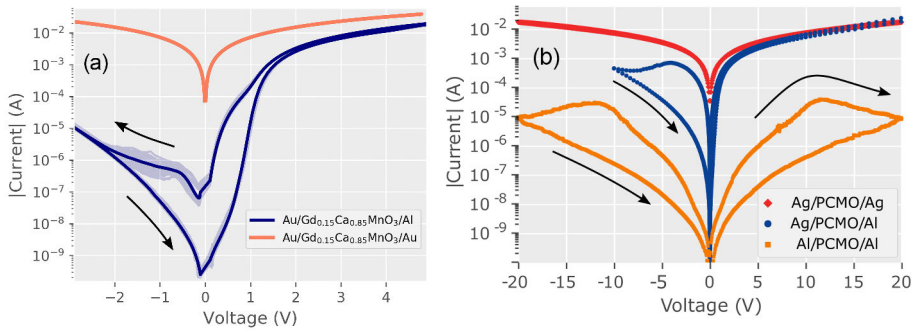 (a)
|Current| (A)
10⁻²
10⁻³
10⁻⁴
10⁻⁵
10⁻⁶
10⁻⁷
10⁻⁸
10⁻⁹
Au/Gd₀.₁₅Ca₀.₈₅MnO₃/Al
Au/Gd₀.₁₅Ca₀.₈₅MnO₃/Au
−2 −1 0 1 2 3 4
Voltage (V)
(b)
|Current| (A)
10⁻²
10⁻³
10⁻⁴
10⁻⁵
10⁻⁶
10⁻⁷
10⁻⁸
10⁻⁹
Ag/PCMO/Ag
Ag/PCMO/Al
Al/PCMO/Al
-20 -15 -10 -5 0 5 10 15 20
Voltage (V)